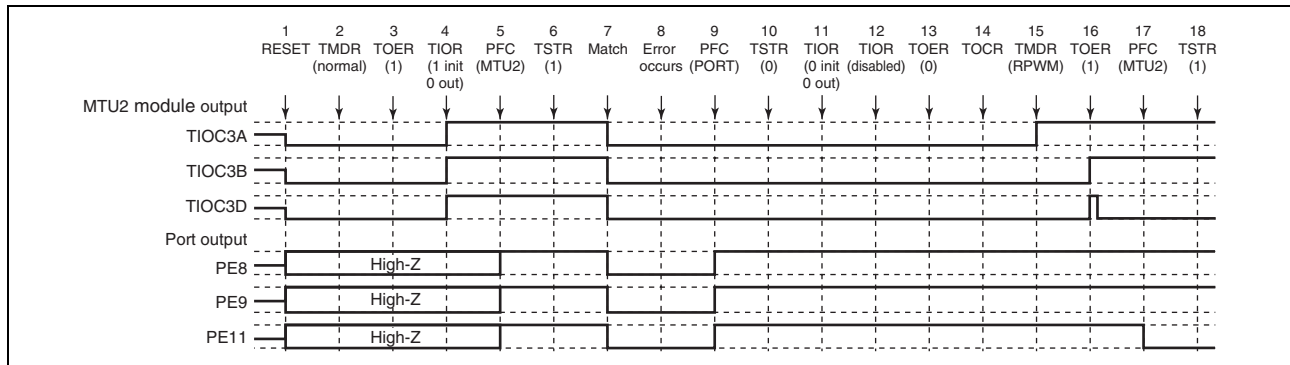 1 2 3 4 5 6 7 8 9 10 11 12 13 14 15 16 17 18
RESET TMDR TOER TIOR PFC TSTR Match Error PFC TSTR TIOR TIOR TOER TOCR TMDR TOER PFC TSTR
(normal) (1) (1 init (MTU2) (1) occurs (PORT) (0) (0 init (disabled) (0) (RPWM) (1) (MTU2) (1)
0 out) 0 out)
MTU2 module output
TIOC3A
TIOC3B
TIOC3D
Port output
PE8 High-Z
PE9 High-Z
PE11 High-Z